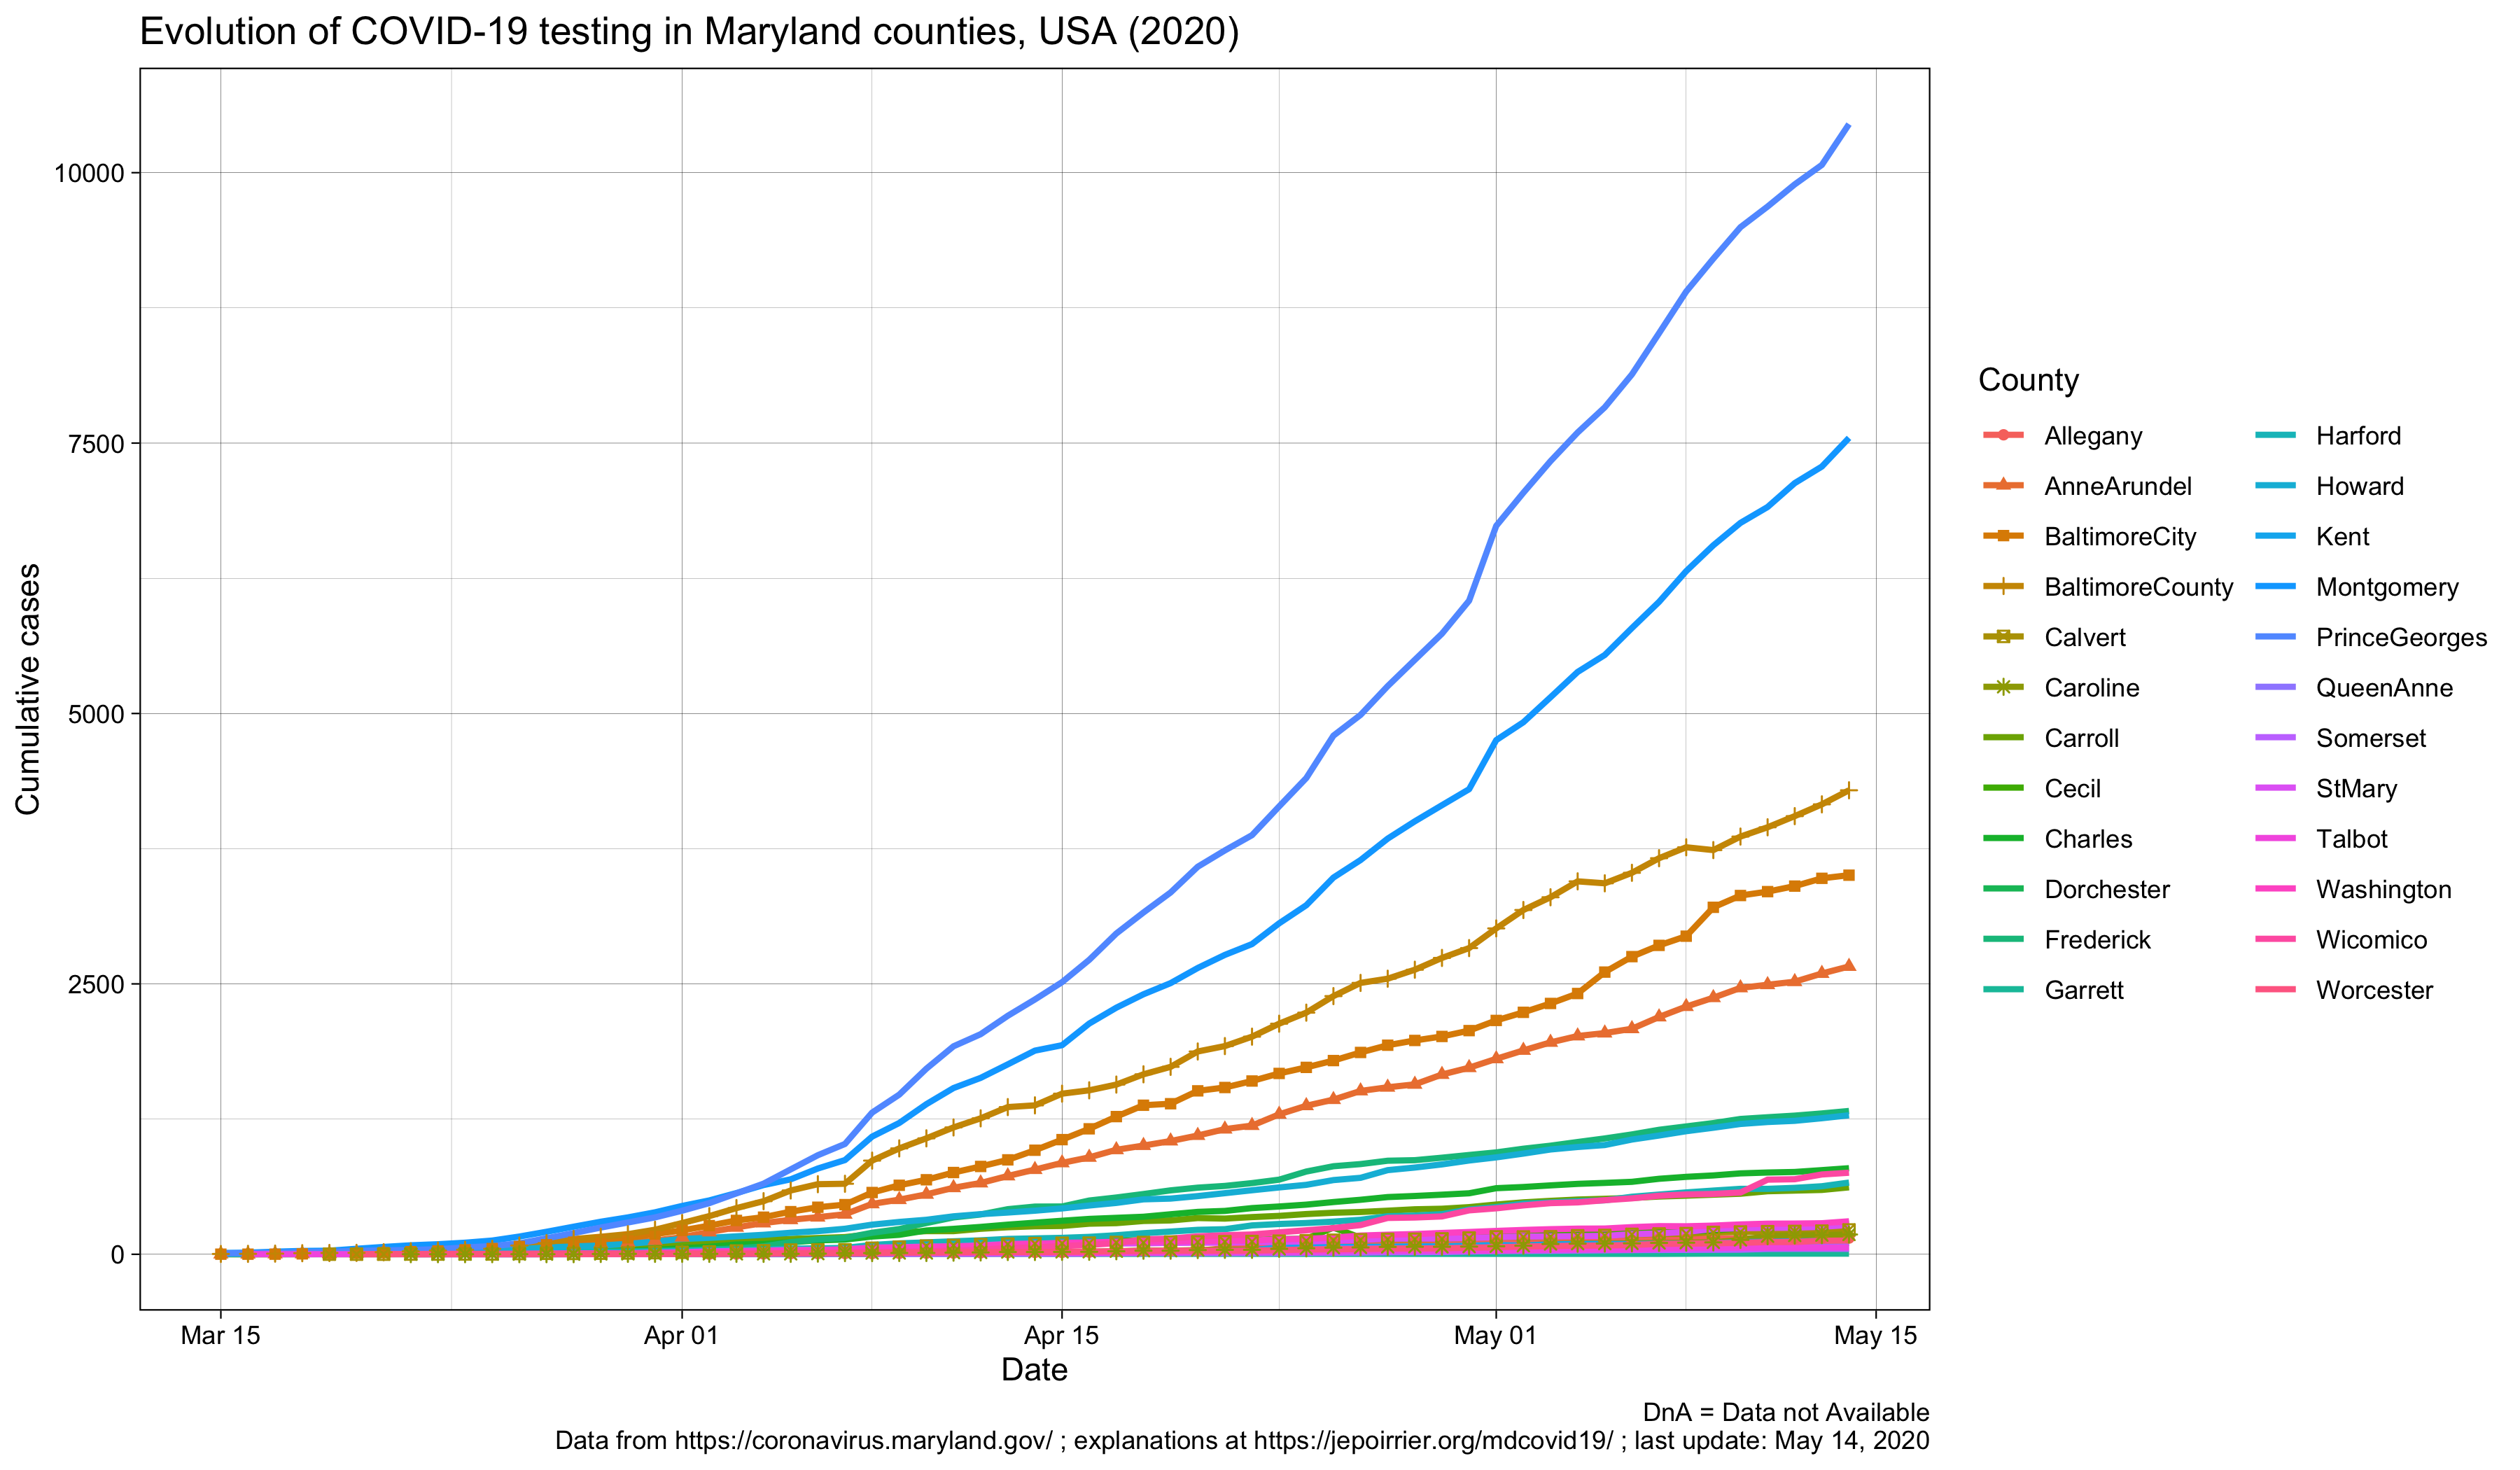 Evolution of COVID-19 testing in Maryland counties, USA (2020)
Cumulative cases
10000
7500
5000
2500
0
Mar 15
Apr 01
Apr 15
May 01
May 15
Date
County
Allegany
AnneArundel
BaltimoreCity
BaltimoreCounty
Calvert
Caroline
Carroll
Cecil
Charles
Dorchester
Frederick
Garrett
Harford
Howard
Kent
Montgomery
PrinceGeorges
QueenAnne
Somerset
StMary
Talbot
Washington
Wicomico
Worcester
DnA = Data not Available
Data from https://coronavirus.maryland.gov/ ; explanations at https://jepoirrier.org/mdcovid19/ ; last update: May 14, 2020